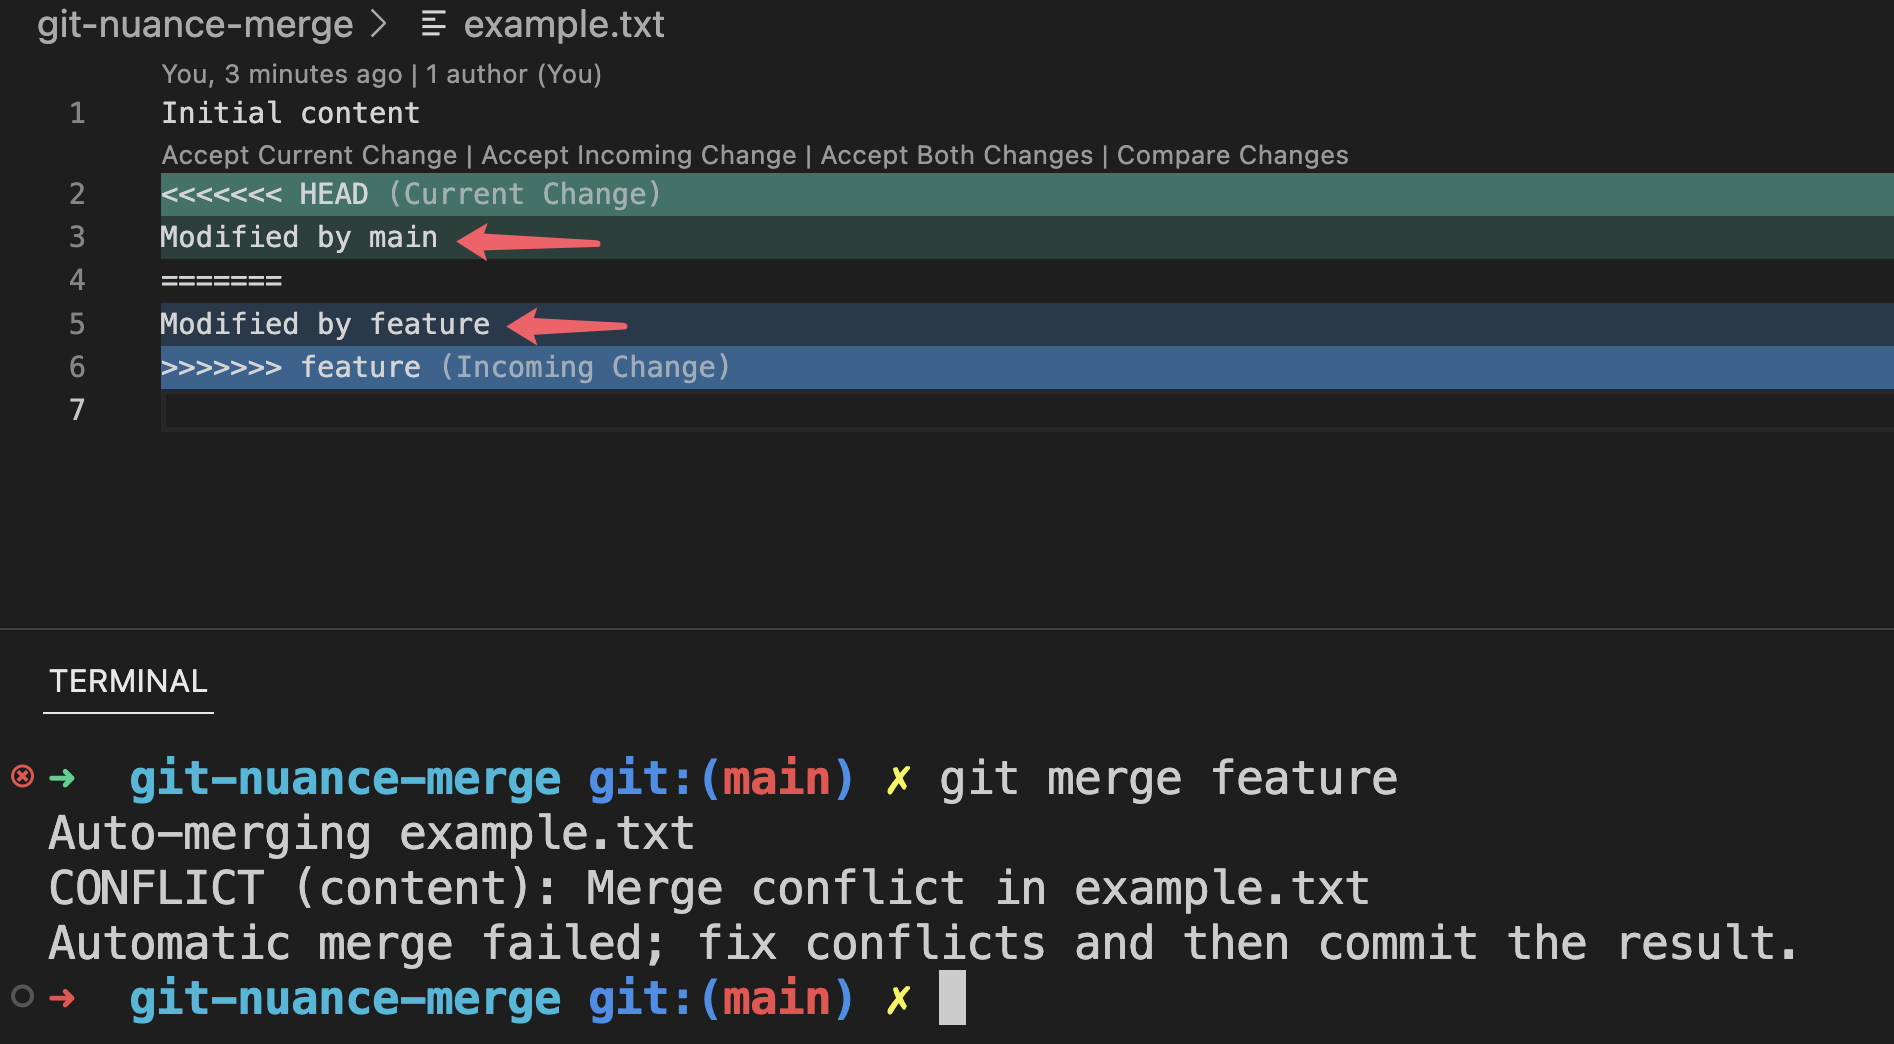 git-nuance-merge > example.txt
You, 3 minutes ago | 1 author (You)
1 Initial content
Accept Current Change | Accept Incoming Change | Accept Both Changes | Compare Changes
2 <<<<<<< HEAD (Current Change)
3 Modified by main
4 =======
5 Modified by feature
6 >>>>>>> feature (Incoming Change)
7
TERMINAL
➜ git-nuance-merge git:(main) ✗ git merge feature
Auto-merging example.txt
CONFLICT (content): Merge conflict in example.txt
Automatic merge failed; fix conflicts and then commit the result.
➜ git-nuance-merge git:(main) ✗